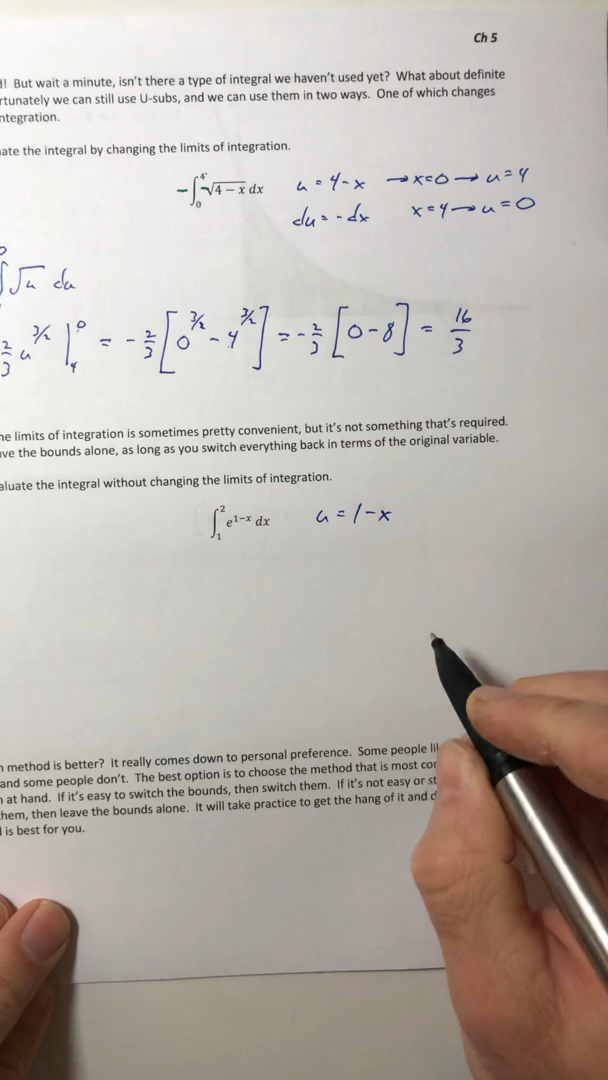 Ch 5
! But wait a minute, isn't there a type of integral we haven't used yet? What about definite
rtunately we can still use U-subs, and we can use them in two ways. One of which changes
ntegration.
ate the integral by changing the limits of integration.
-∫₀⁴ -√(4 − x) dx u = 4-x → x=0 → u=4
du = -dx x=4 → u=0
∫ √u du
2/3 u^(3/2) |₄⁰ = -2/3 [0^(3/2) - 4^(3/2)] = -2/3 [0-8] = 16/3
he limits of integration is sometimes pretty convenient, but it's not something that's required.
ve the bounds alone, as long as you switch everything back in terms of the original variable.
aluate the integral without changing the limits of integration.
∫₁² e^(1−x) dx u = 1-x
method is better? It really comes down to personal preference. Some people li
and some people don't. The best option is to choose the method that is most co
at hand. If it's easy to switch the bounds, then switch them. If it's not easy or st
hem, then leave the bounds alone. It will take practice to get the hang of it and d
is best for you.